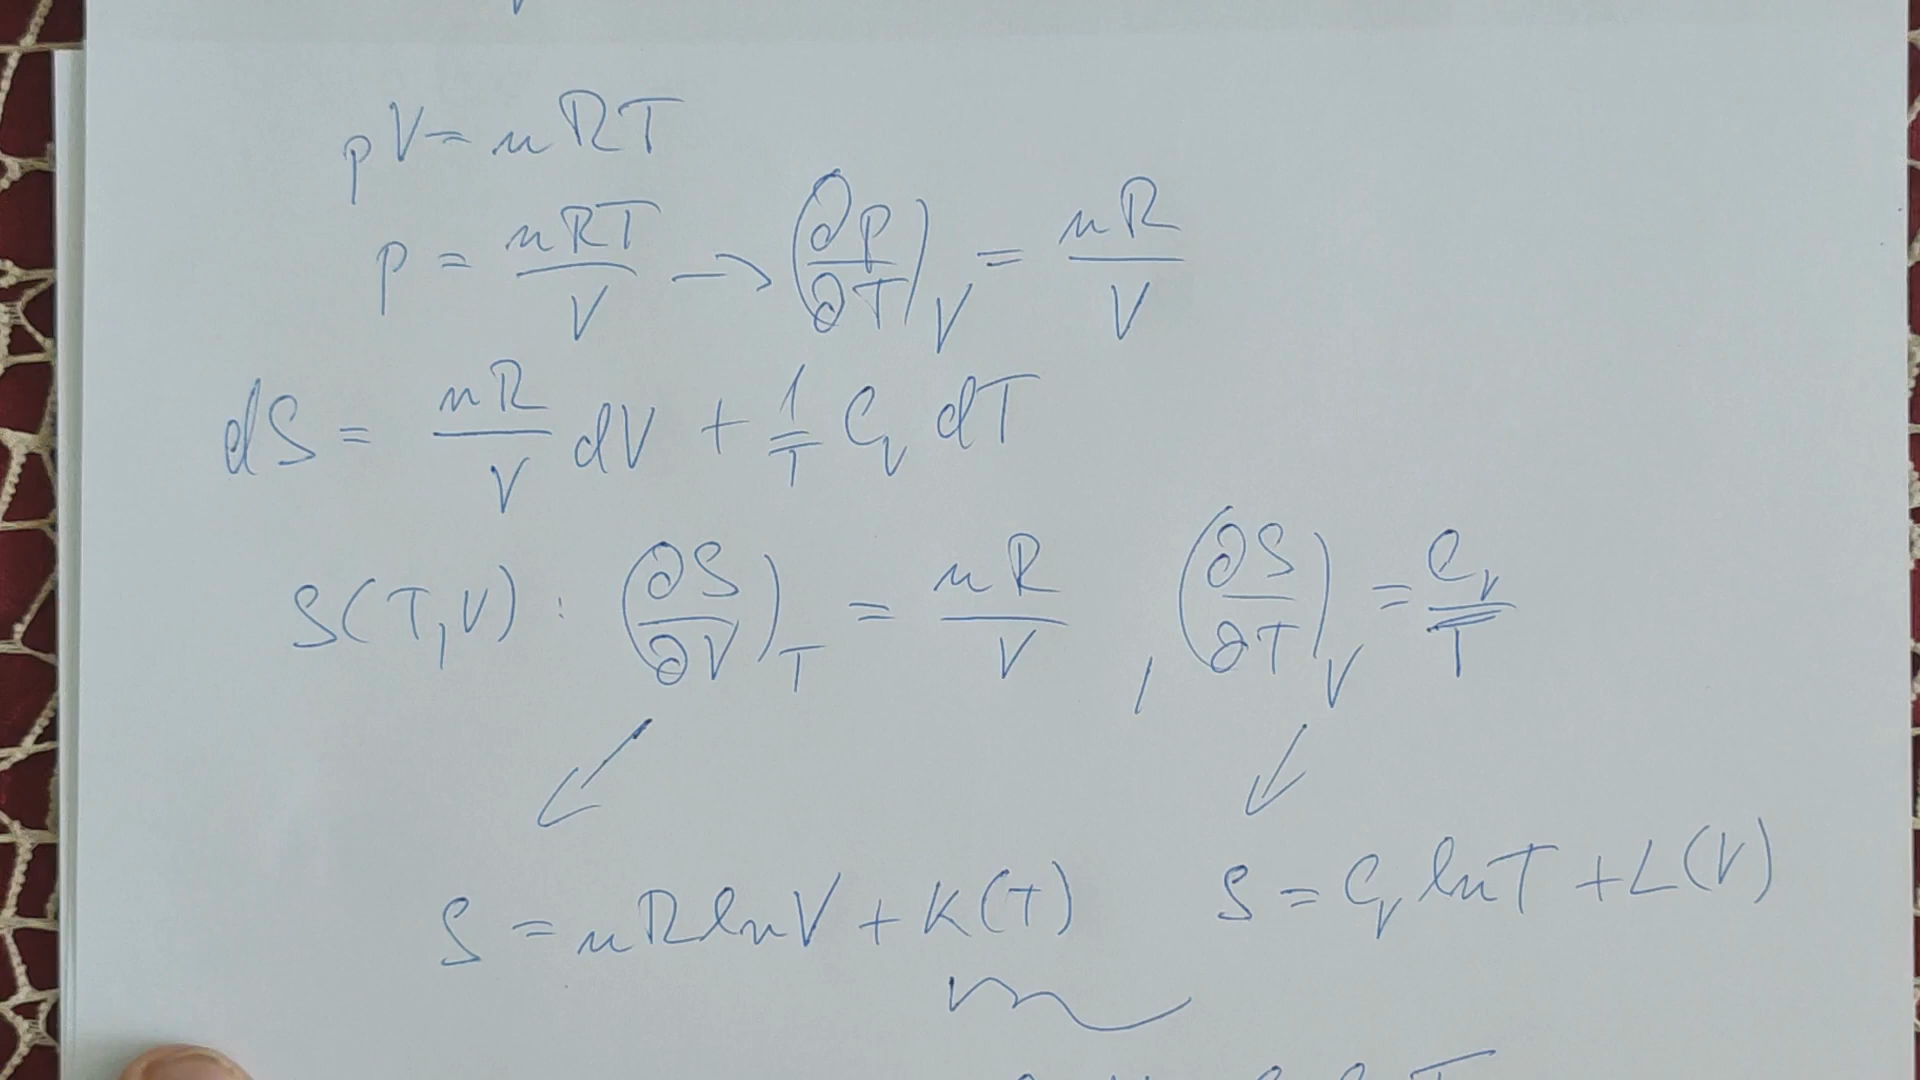 pV = nRT
p = nRT/V → (∂p/∂T)_V = nR/V
dS = nR/V dV + 1/T C_V dT
S(T,V) : (∂S/∂V)_T = nR/V , (∂S/∂T)_V = C_V/T
↙ ↙
S = nR ln V + K(T) S = C_V ln T + L(V)